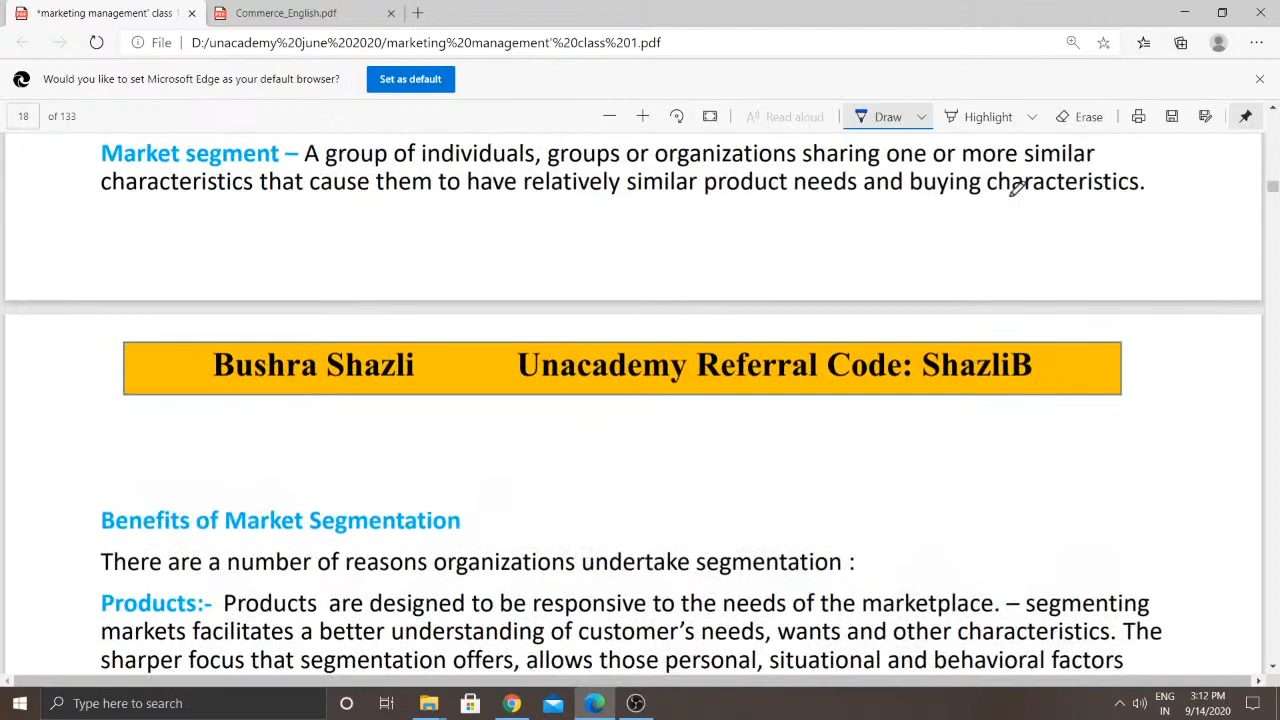 *marketing management' class 1
Commerce_English.pdf
File
D:/unacademy%20june%202020/marketing%20management'%20class%201.pdf
Would you like to set Microsoft Edge as your default browser?
Set as default
18 of 133
Read aloud
Draw
Highlight
Erase
Market segment – A group of individuals, groups or organizations sharing one or more similar
characteristics that cause them to have relatively similar product needs and buying characteristics.
Bushra Shazli Unacademy Referral Code: ShazliB
Benefits of Market Segmentation
There are a number of reasons organizations undertake segmentation :
Products:- Products are designed to be responsive to the needs of the marketplace. – segmenting
markets facilitates a better understanding of customer's needs, wants and other characteristics. The
sharper focus that segmentation offers, allows those personal, situational and behavioral factors
Type here to search
ENG
IN
3:12 PM
9/14/2020